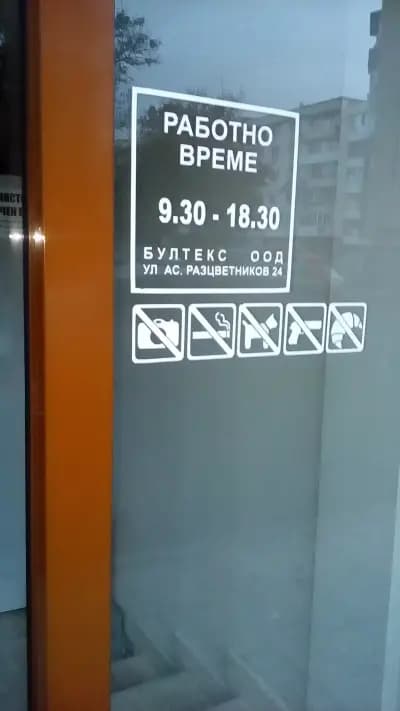 РАБОТНО
ВРЕМЕ
9.30 - 18.30
БУЛТЕКС ООД
УЛ АС. РАЗЦВЕТНИКОВ 24